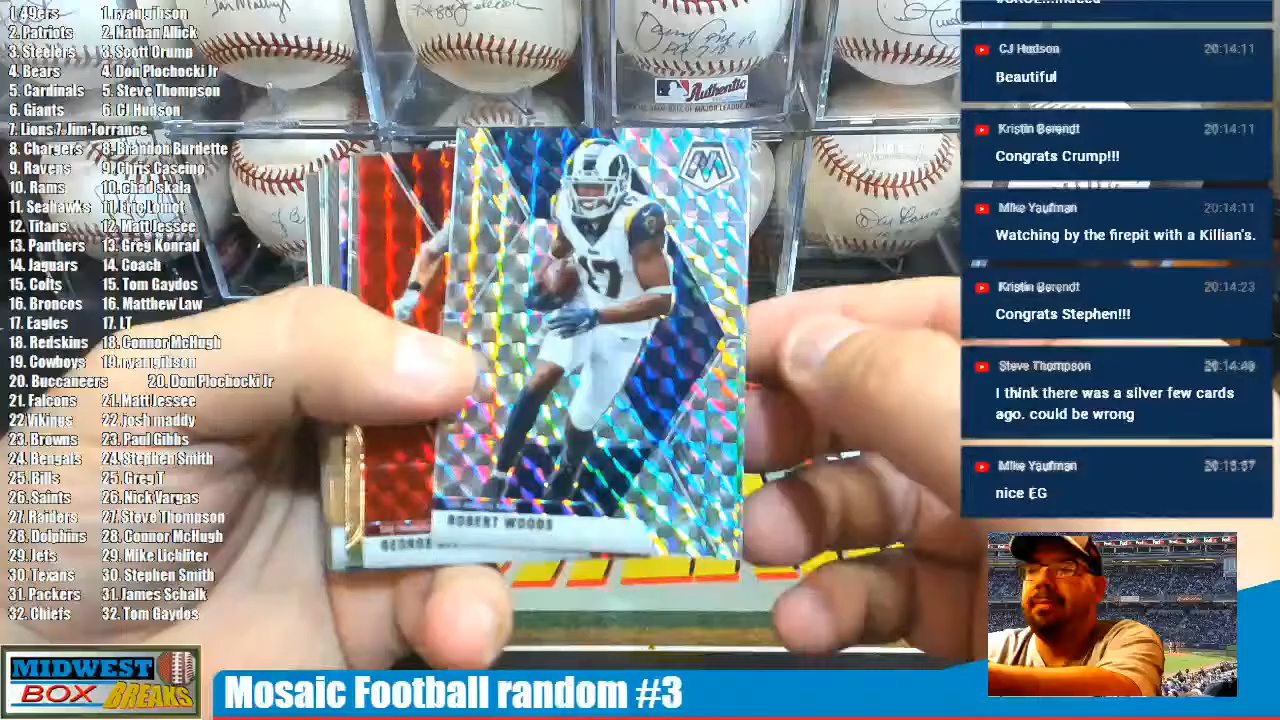 1. 49ers 1. ryan gibson
2. Patriots 2. Nathan Allick
3. Steelers 3. Scott Crump
4. Bears 4. Don Plochocki Jr
5. Cardinals 5. Steve Thompson
6. Giants 6. CJ Hudson
7. Lions 7. Jim Torrance
8. Chargers 8. Brandon Burdette
9. Ravens 9. Chris Caseino
10. Rams 10. chad skala
11. Seahawks 11. Eric Lomot
12. Titans 12. Matt Jessee
13. Panthers 13. Greg Konrad
14. Jaguars 14. Coach
15. Colts 15. Tom Gaydos
16. Broncos 16. Matthew Law
17. Eagles 17. LT
18. Redskins 18. Connor McHugh
19. Cowboys 19. ryan gibson
20. Buccaneers 20. Don Plochocki Jr
21. Falcons 21. Matt Jessee
22. Vikings 22. josh maddy
23. Browns 23. Paul Gibbs
24. Bengals 24. Stephen Smith
25. Bills 25. Greg T
26. Saints 26. Nick Vargas
27. Raiders 27. Steve Thompson
28. Dolphins 28. Connor McHugh
29. Jets 29. Mike Lichliter
30. Texans 30. Stephen Smith
31. Packers 31. James Schalk
32. Chiefs 32. Tom Gaydos
Authentic
17
ROBERT WOODS
GEORGE
CJ Hudson 20:14:11
Beautiful
Kristin Berendt 20:14:11
Congrats Crump!!!
Mike Yaufman 20:14:11
Watching by the firepit with a Killian's.
Kristin Berendt 20:14:23
Congrats Stephen!!!
Steve Thompson 20:14:49
I think there was a silver few cards
ago. could be wrong
Mike Yaufman
nice EG
MIDWEST
BOX
BREAKS
Mosaic Football random #3